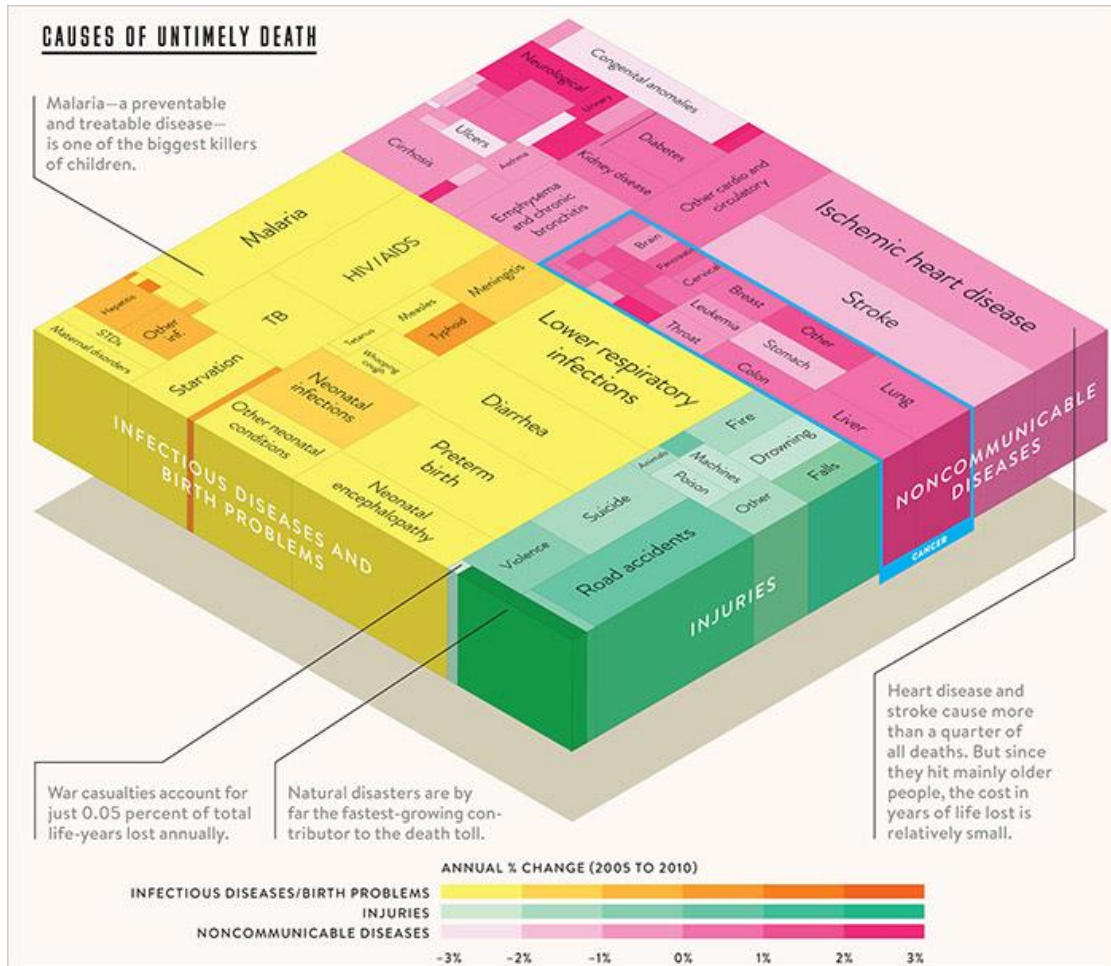 CAUSES OF UNTIMELY DEATH
Malaria—a preventable
and treatable disease—
is one of the biggest killers
of children.
Congenital anomalies
Neurological
Urinary
Ulcers
Cirrhosis
Asthma
Diabetes
Kidney disease
Other cardio and
circulatory
Emphysema
and chronic
bronchitis
Ischemic heart disease
Stroke
Brain
Pancreatic
Cervical
Breast
Leukemia
Other
Throat
Stomach
Colon
Lung
Liver
Malaria
HIV/AIDS
Meningitis
Hepatitis
STDs
Other
inf.
Maternal disorders
TB
Measles
Typhoid
Tetanus
Whooping
cough
Lower respiratory
infections
Starvation
Neonatal
infections
Other neonatal
conditions
Diarrhea
Preterm
birth
Neonatal
encephalopathy
Fire
Drowning
Animals
Machines
Poison
Falls
Suicide
Other
Violence
Road accidents
INFECTIOUS DISEASES AND
BIRTH PROBLEMS
INJURIES
NONCOMMUNICABLE
DISEASES
CANCER
War casualties account for
just 0.05 percent of total
life-years lost annually.
Natural disasters are by
far the fastest-growing con-
tributor to the death toll.
Heart disease and
stroke cause more
than a quarter of
all deaths. But since
they hit mainly older
people, the cost in
years of life lost is
relatively small.
ANNUAL % CHANGE (2005 TO 2010)
INFECTIOUS DISEASES/BIRTH PROBLEMS
INJURIES
NONCOMMUNICABLE DISEASES
-3% -2% -1% 0% 1% 2% 3%